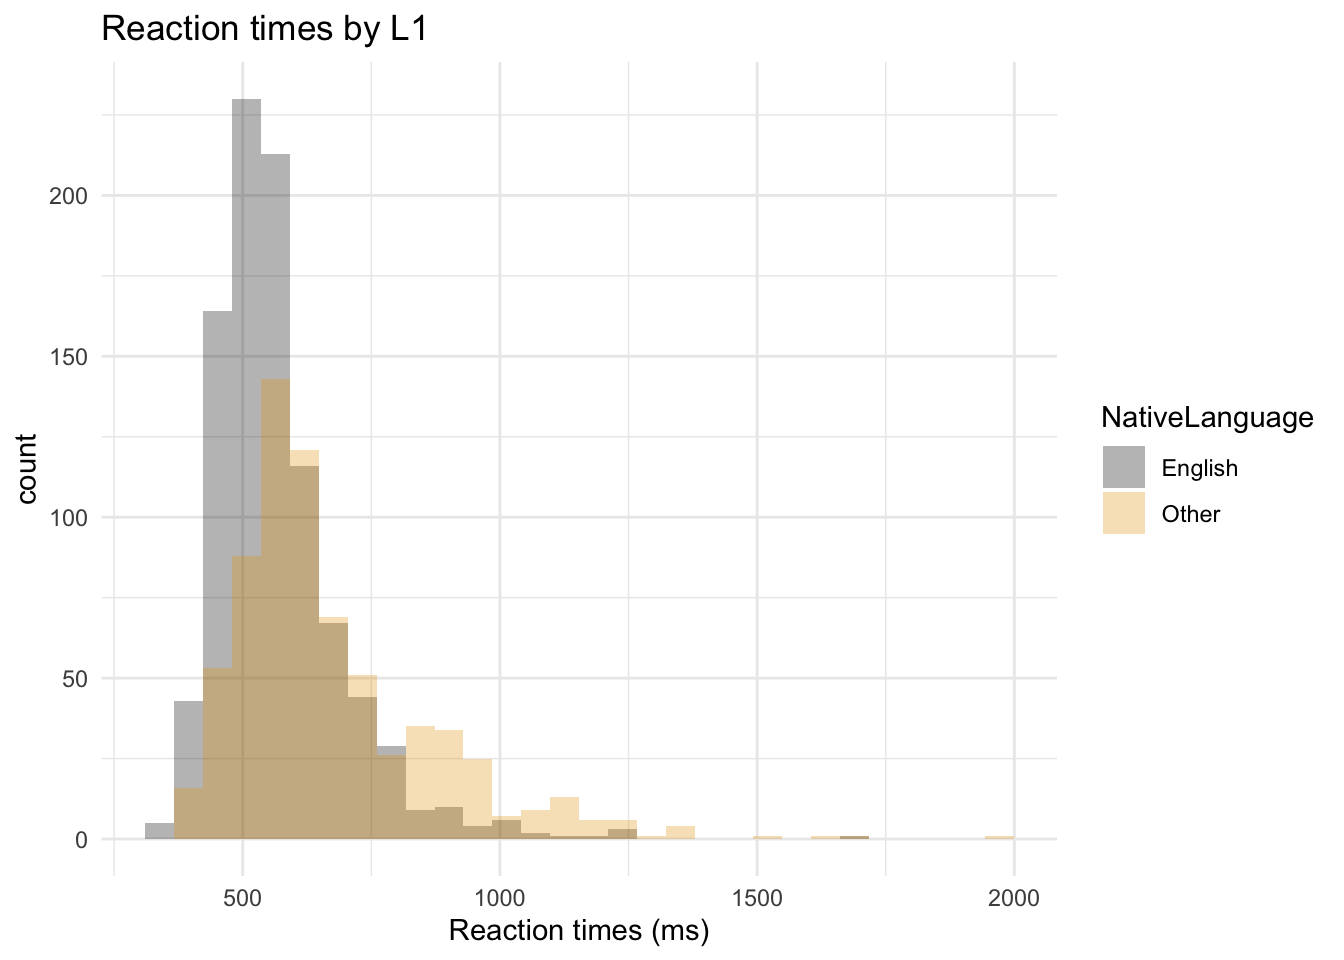 Reaction times by L1
200
150
100
50
0
count
500 1000 1500 2000
Reaction times (ms)
NativeLanguage
English
Other